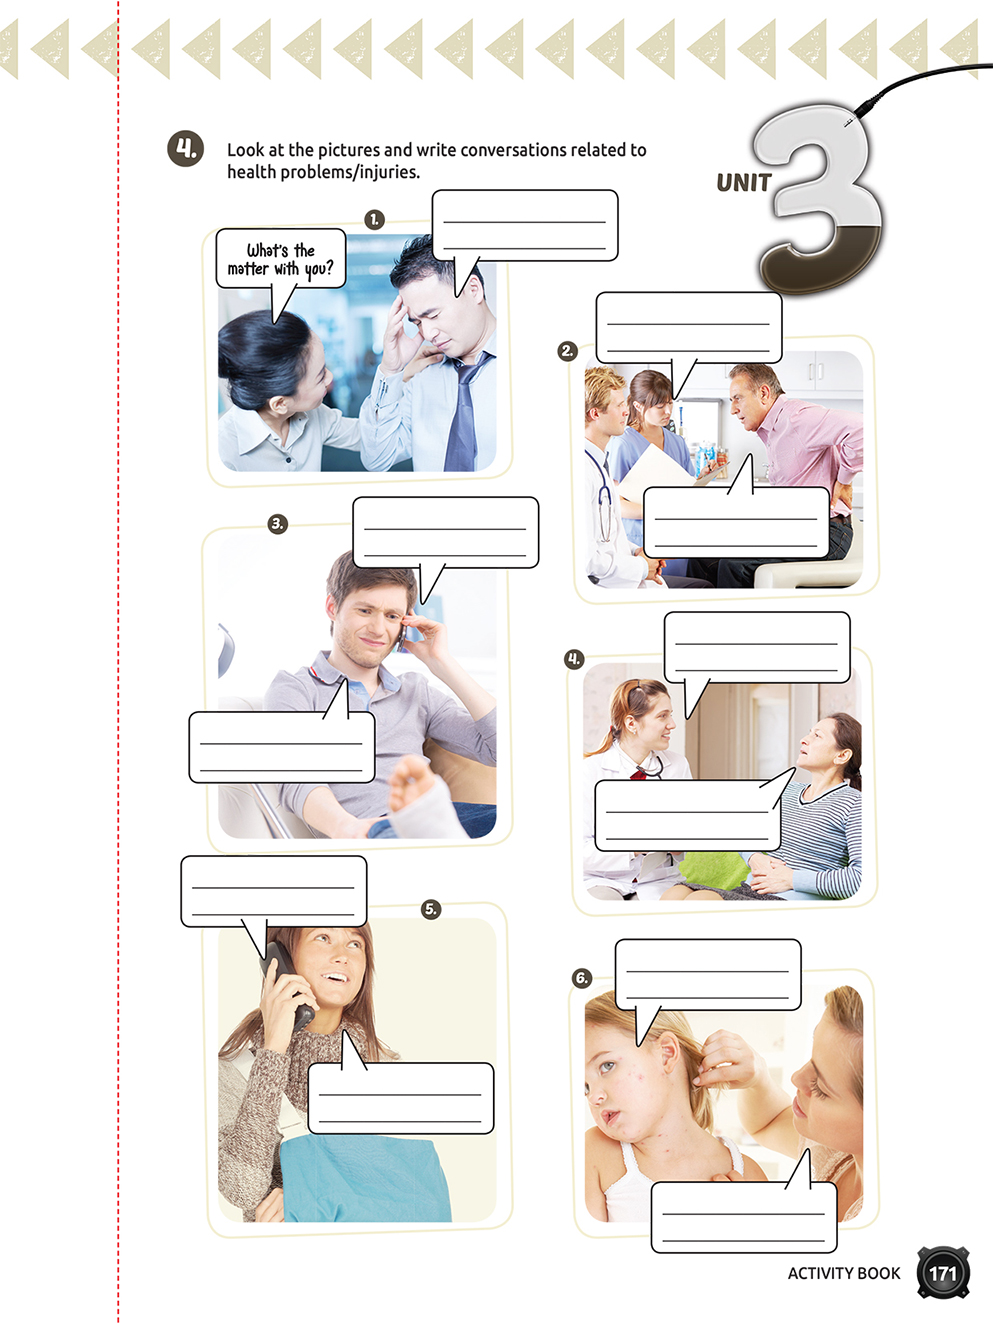 4.
Look at the pictures and write conversations related to
health problems/injuries.
UNIT
3
1.
What's the
matter with you?
2.
3.
4.
5.
6.
ACTIVITY BOOK
171